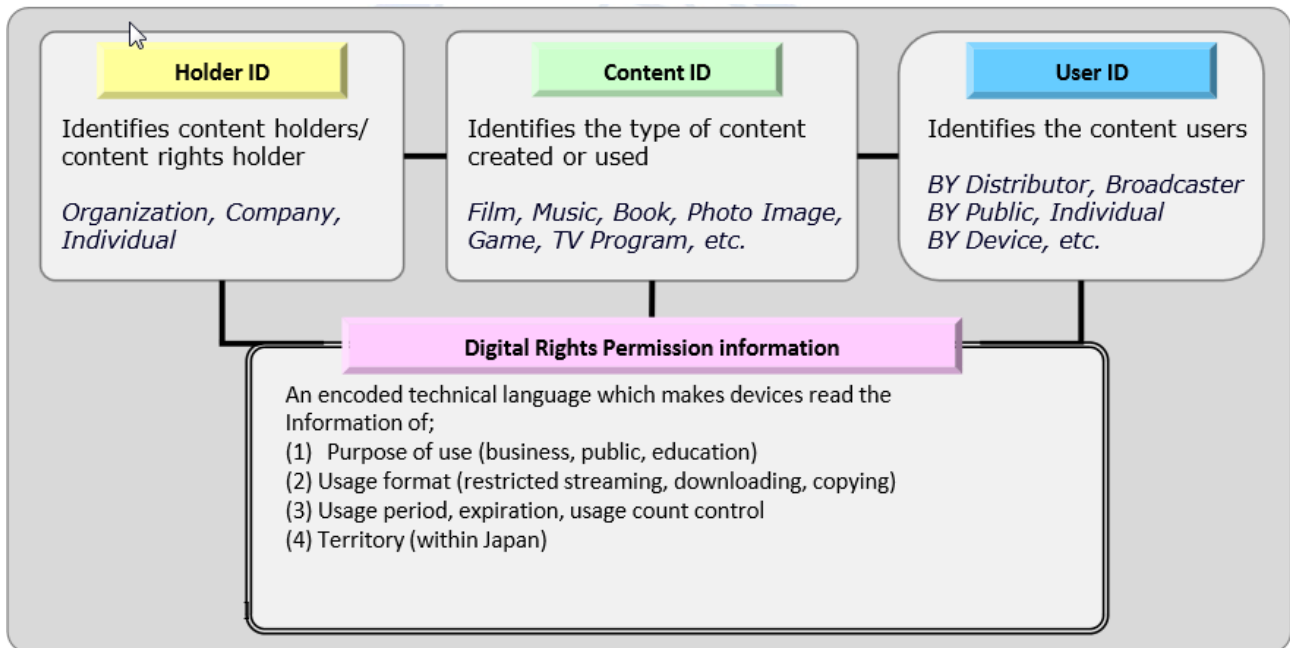 Holder ID
Identifies content holders/
content rights holder
Organization, Company,
Individual
Content ID
Identifies the type of content
created or used
Film, Music, Book, Photo Image,
Game, TV Program, etc.
User ID
Identifies the content users
BY Distributor, Broadcaster
BY Public, Individual
BY Device, etc.
Digital Rights Permission information
An encoded technical language which makes devices read the
Information of;
(1) Purpose of use (business, public, education)
(2) Usage format (restricted streaming, downloading, copying)
(3) Usage period, expiration, usage count control
(4) Territory (within Japan)